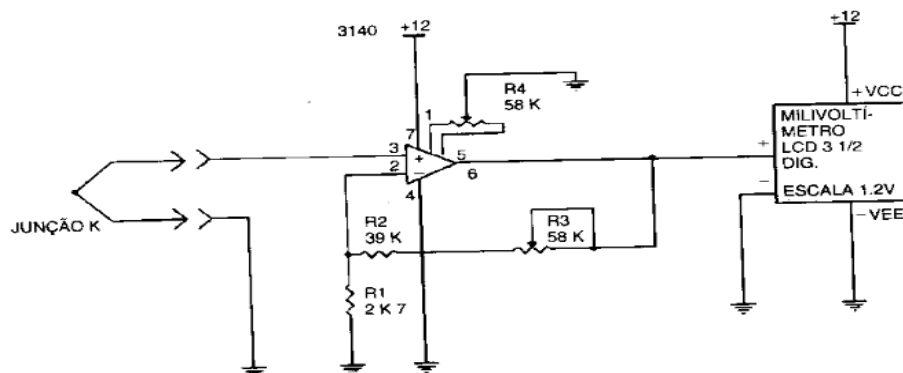 3140
+12
+12
R4
58 K
1
7
3
+
2
−
4
5
6
+VCC
MILIVOLTÍ-
METRO
LCD 3 1/2
DIG.
ESCALA 1.2V
−VEE
+
−
JUNÇÃO K
R2
39 K
R3
58 K
R1
2 K 7